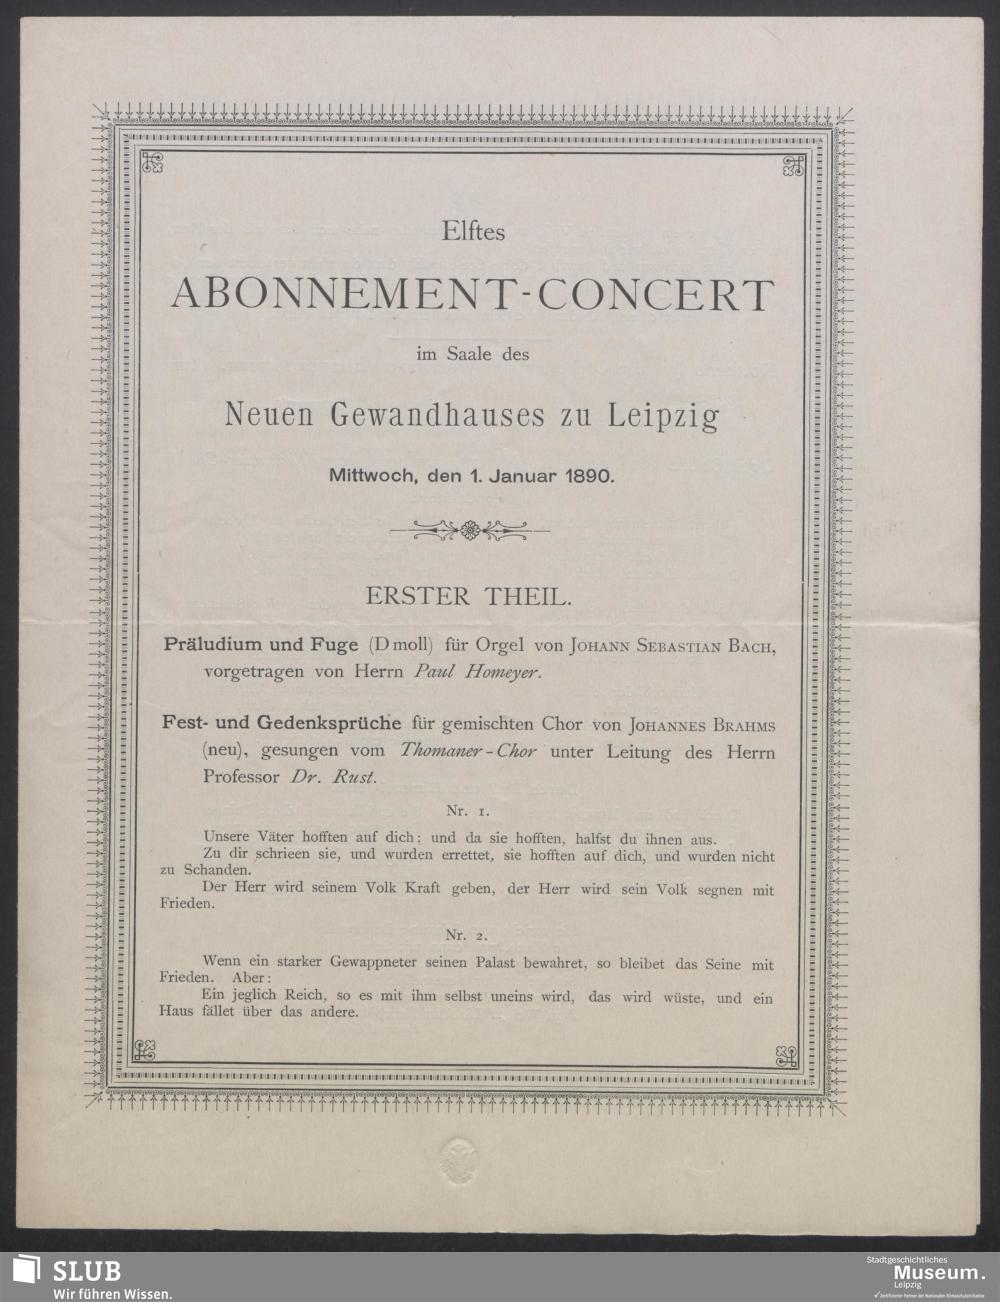 Elftes
ABONNEMENT-CONCERT
im Saale des
Neuen Gewandhauses zu Leipzig
Mittwoch, den 1. Januar 1890.
ERSTER THEIL.
Präludium und Fuge (D moll) für Orgel von JOHANN SEBASTIAN BACH,
vorgetragen von Herrn Paul Homeyer.
Fest- und Gedenksprüche für gemischten Chor von JOHANNES BRAHMS
(neu), gesungen vom Thomaner-Chor unter Leitung des Herrn
Professor Dr. Rust.
Nr. 1.
Unsere Väter hofften auf dich; und da sie hofften, halfst du ihnen aus.
Zu dir schrieen sie, und wurden errettet, sie hofften auf dich, und wurden nicht
zu Schanden.
Der Herr wird seinem Volk Kraft geben, der Herr wird sein Volk segnen mit
Frieden.
Nr. 2.
Wenn ein starker Gewappneter seinen Palast bewahret, so bleibet das Seine mit
Frieden. Aber:
Ein jeglich Reich, so es mit ihm selbst uneins wird, das wird wüste, und ein
Haus fället über das andere.
SLUB
Wir führen Wissen.
Stadtgeschichtliches
Museum.
Leipzig
Zertifizierter Partner der Nationalen Klimaschutzinitiative